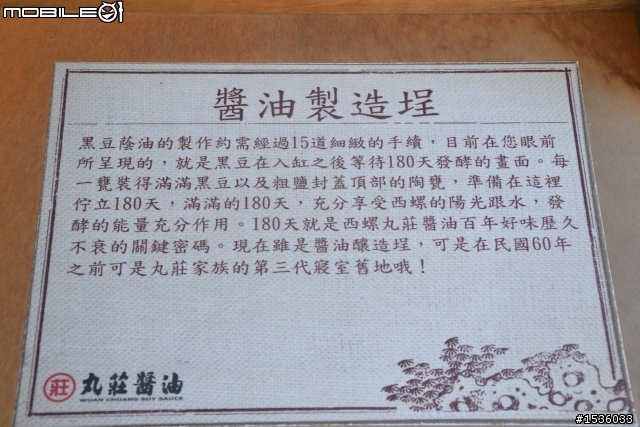 MOBILE01
醬油製造埕
黑豆蔭油的製作約需經過15道細緻的手續，目前在您眼前
所呈現的，就是黑豆在入缸之後等待180天發酵的畫面。每
一甕裝得滿滿黑豆以及粗鹽封蓋頂部的陶甕，準備在這裡
佇立180天，滿滿的180天，充分享受西螺的陽光跟水，發
酵的能量充分作用。180天就是西螺丸莊醬油百年好味歷久
不衰的關鍵密碼。現在雖是醬油釀造埕，可是在民國60年
之前可是丸莊家族的第三代寢室舊地哦！
莊 丸莊醬油
WUAN CHUANG SOY SAUCE
#1536033